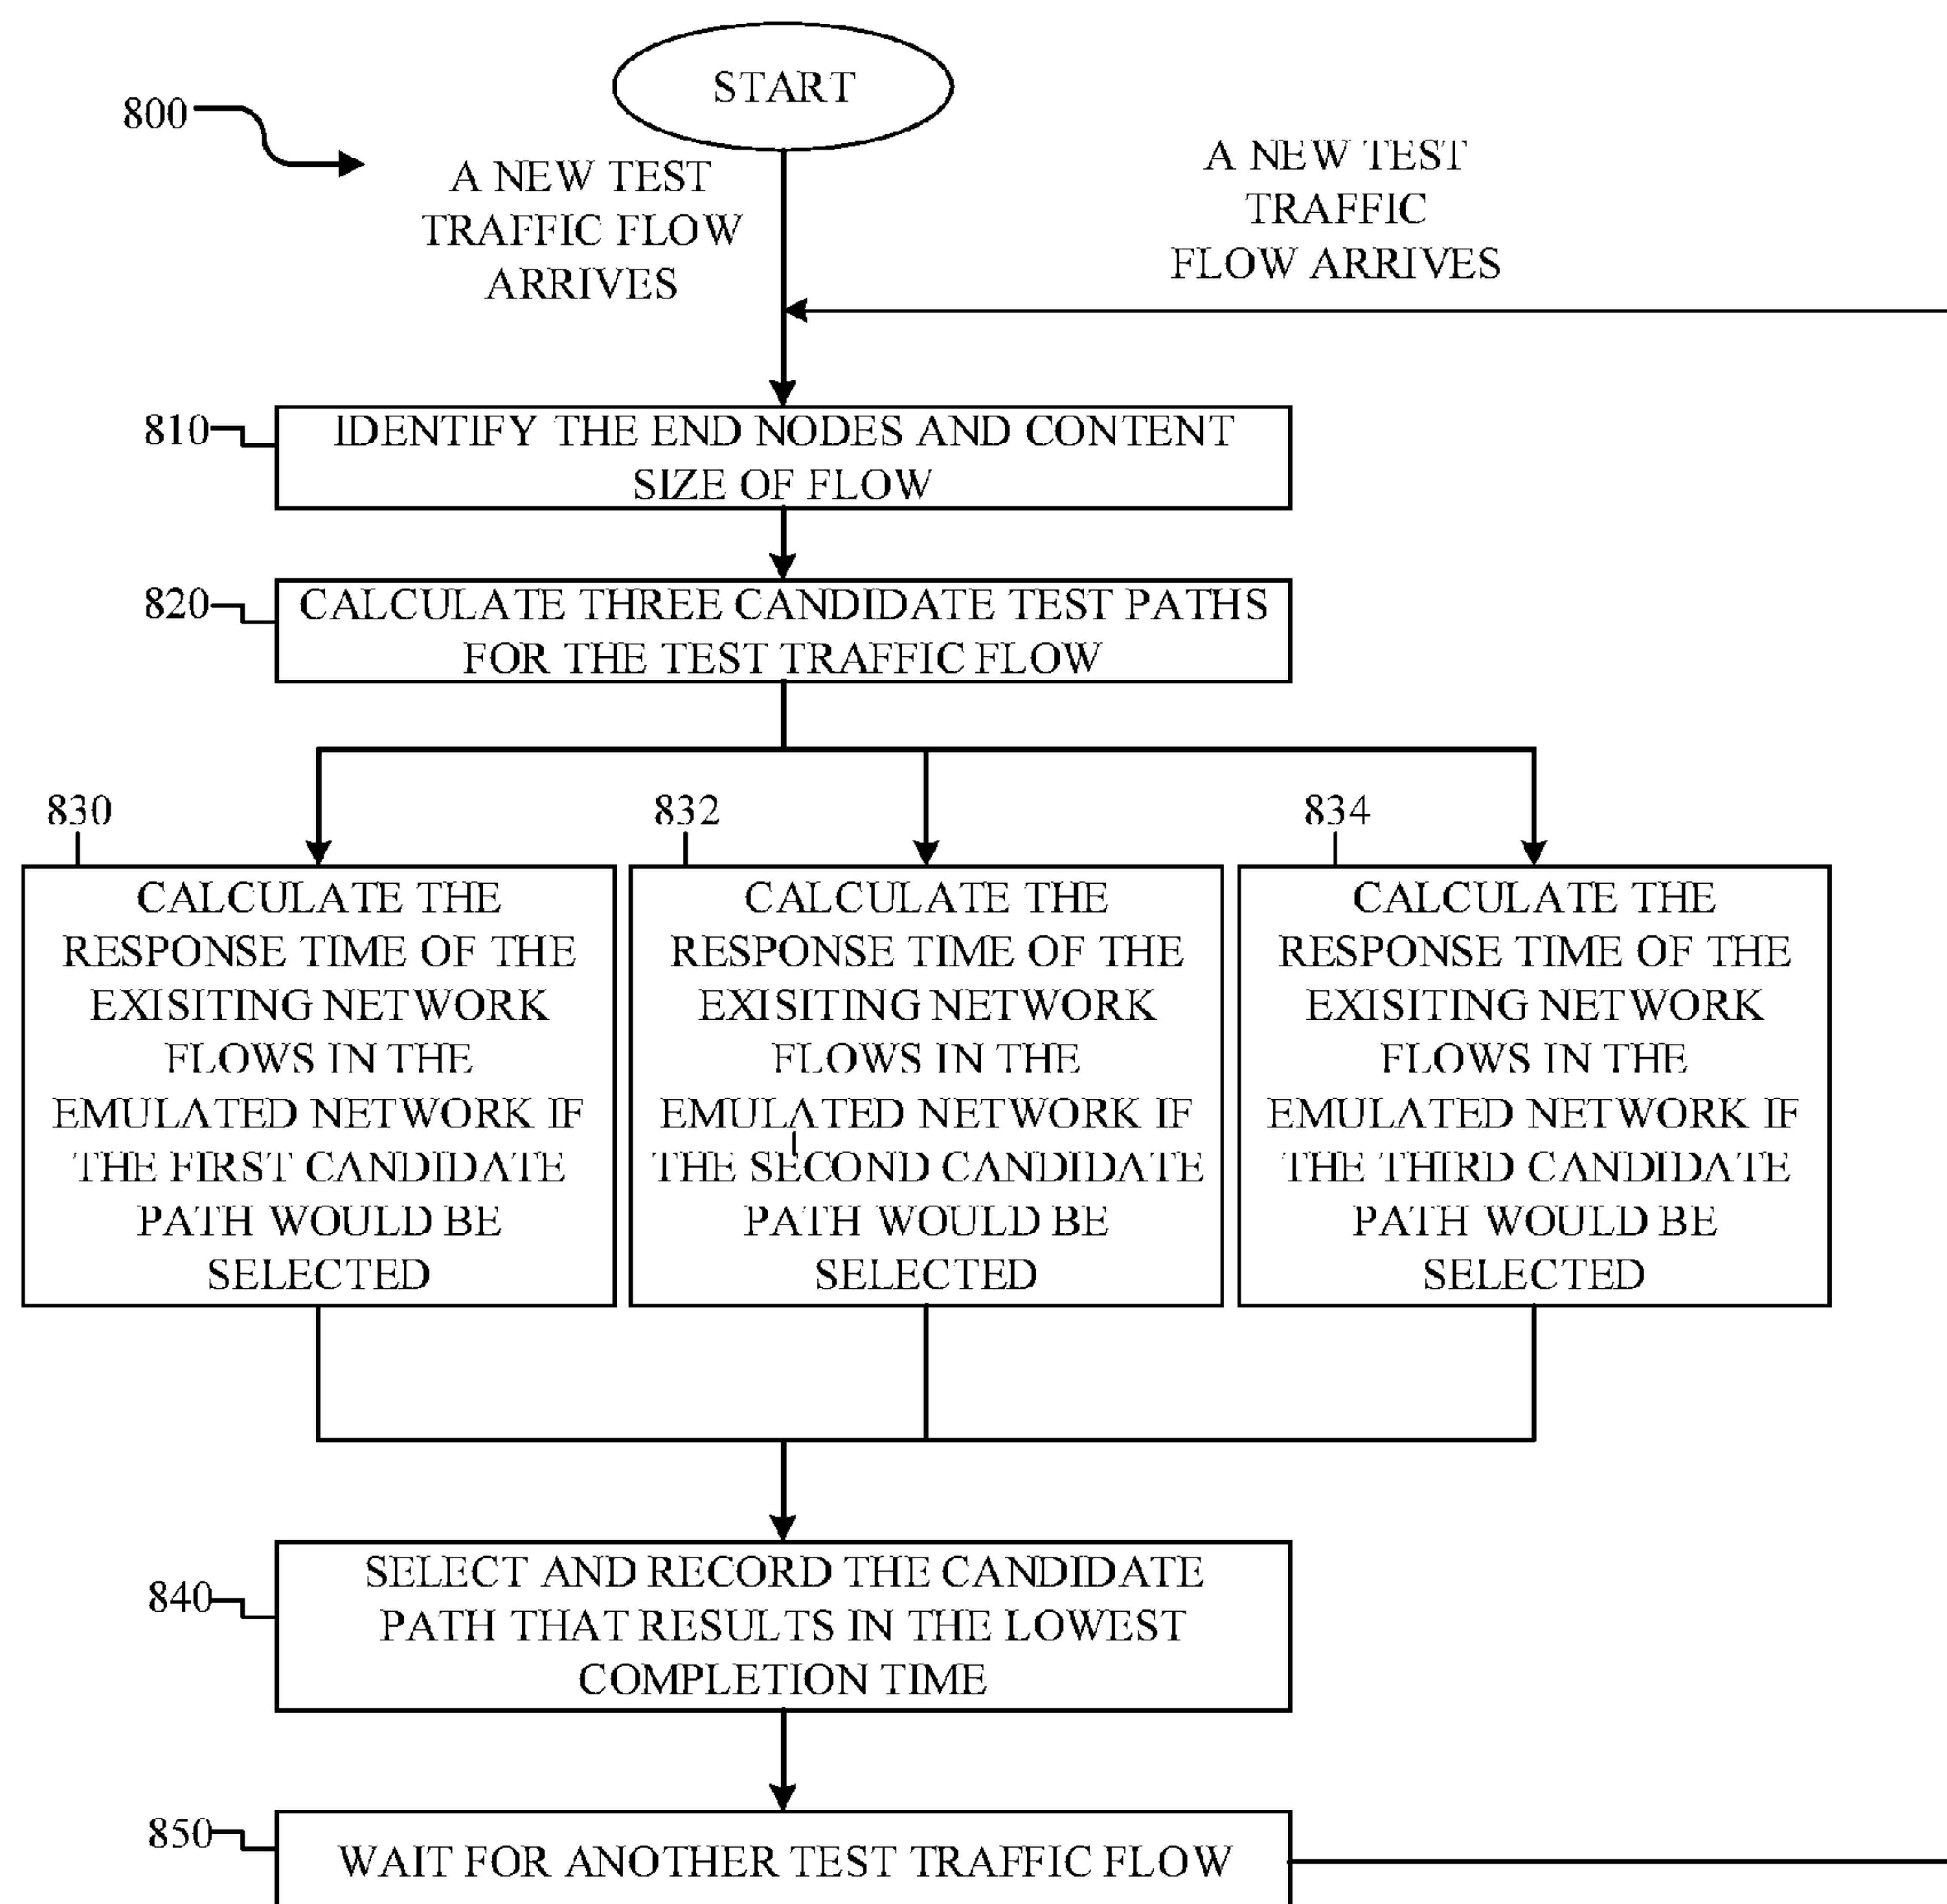 START
800
A NEW TEST
TRAFFIC FLOW
ARRIVES
A NEW TEST
TRAFFIC
FLOW ARRIVES
810
IDENTIFY THE END NODES AND CONTENT
SIZE OF FLOW
820
CALCULATE THREE CANDIDATE TEST PATHS
FOR THE TEST TRAFFIC FLOW
830
CALCULATE THE
RESPONSE TIME OF THE
EXISITING NETWORK
FLOWS IN THE
EMULATED NETWORK IF
THE FIRST CANDIDATE
PATH WOULD BE
SELECTED
832
CALCULATE THE
RESPONSE TIME OF THE
EXISITING NETWORK
FLOWS IN THE
EMULATED NETWORK IF
THE SECOND CANDIDATE
PATH WOULD BE
SELECTED
834
CALCULATE THE
RESPONSE TIME OF THE
EXISITING NETWORK
FLOWS IN THE
EMULATED NETWORK IF
THE THIRD CANDIDATE
PATH WOULD BE
SELECTED
840
SELECT AND RECORD THE CANDIDATE
PATH THAT RESULTS IN THE LOWEST
COMPLETION TIME
850
WAIT FOR ANOTHER TEST TRAFFIC FLOW